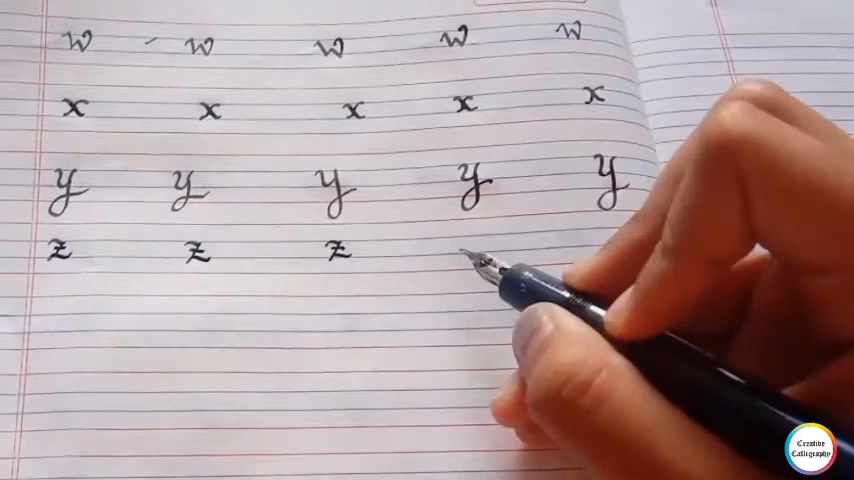 w w w w w
x x x x x
y y y y y
z z z
Creative
Calligraphy